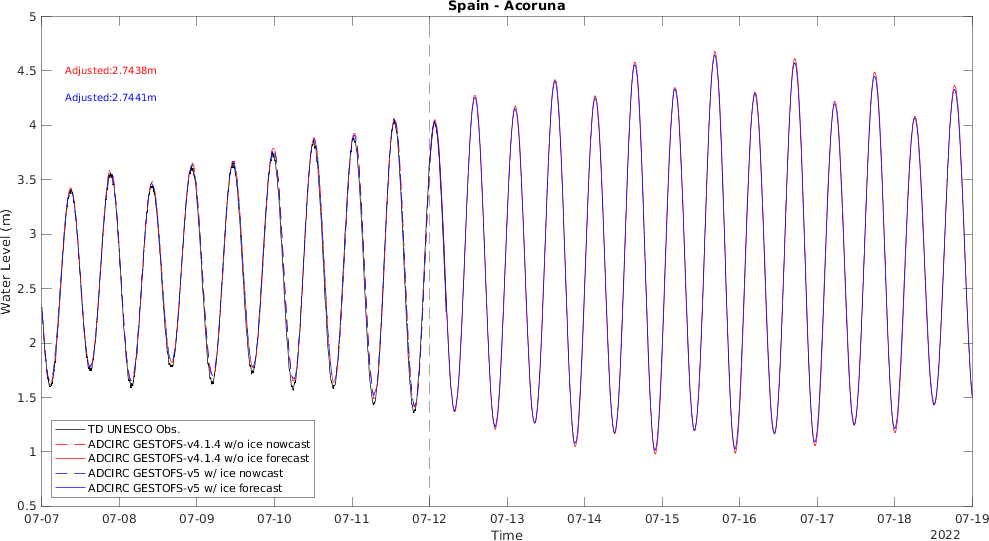 Spain - Acoruna
5
4.5
4
3.5
3
2.5
2
1.5
1
0.5
Water Level (m)
Adjusted:2.7438m
Adjusted:2.7441m
TD UNESCO Obs.
ADCIRC GESTOFS-v4.1.4 w/o ice nowcast
ADCIRC GESTOFS-v4.1.4 w/o ice forecast
ADCIRC GESTOFS-v5 w/ ice nowcast
ADCIRC GESTOFS-v5 w/ ice forecast
07-07 07-08 07-09 07-10 07-11 07-12 07-13 07-14 07-15 07-16 07-17 07-18 07-19
Time
2022